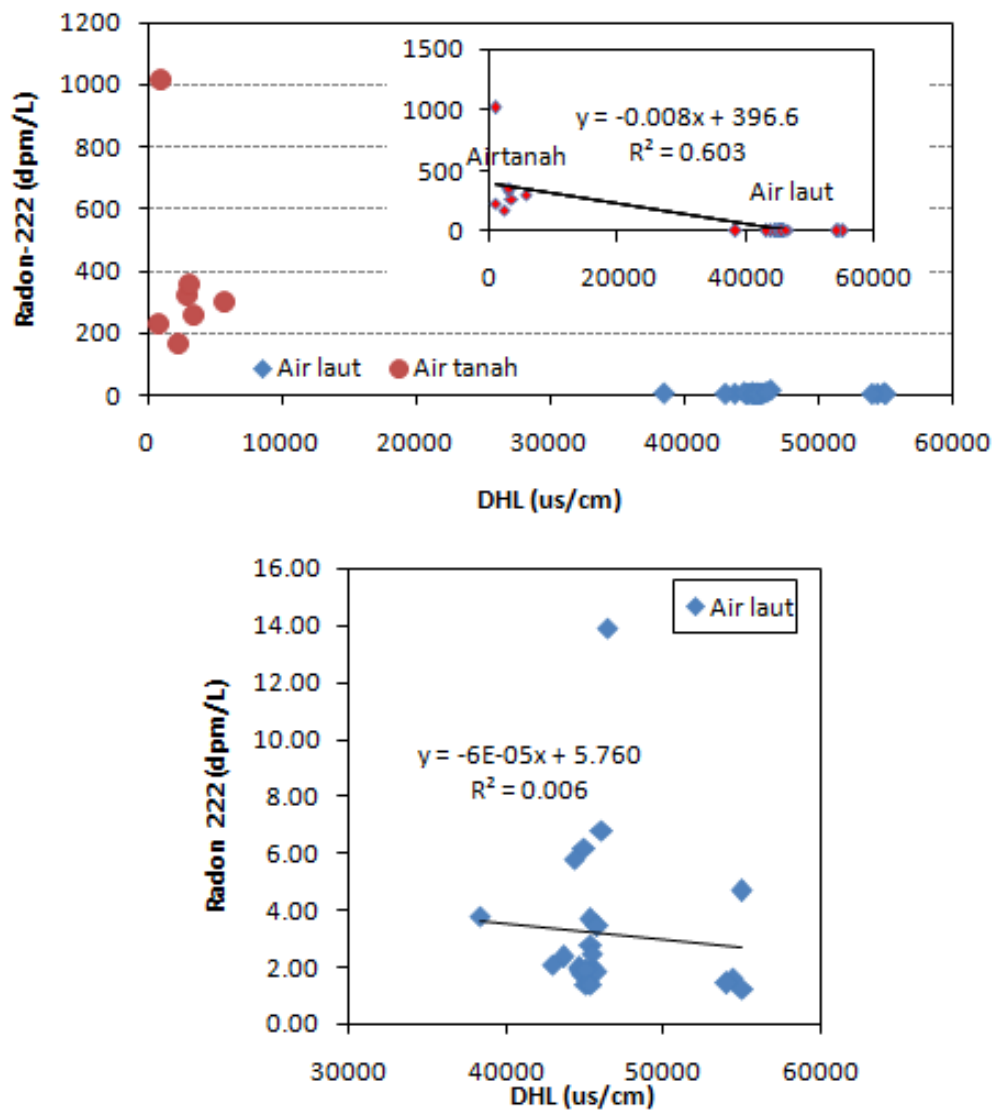 1200
1000
800
600
400
200
0
Radon-222 (dpm/L)
1500
1000
500
0
y = -0.008x + 396.6
R² = 0.603
Airtanah
Air laut
0 20000 40000 60000
Air laut Air tanah
0 10000 20000 30000 40000 50000 60000
DHL (us/cm)
16.00
14.00
12.00
10.00
8.00
6.00
4.00
2.00
0.00
Radon 222 (dpm/L)
Air laut
y = -6E-05x + 5.760
R² = 0.006
30000 40000 50000 60000
DHL (us/cm)